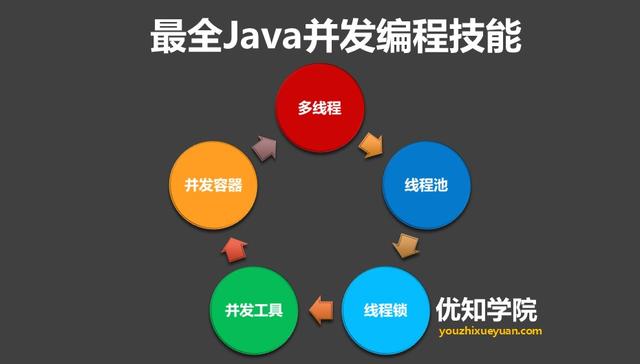 最全Java并发编程技能
多线程
并发容器
线程池
并发工具
线程锁
优知学院
youzhixueyuan.com